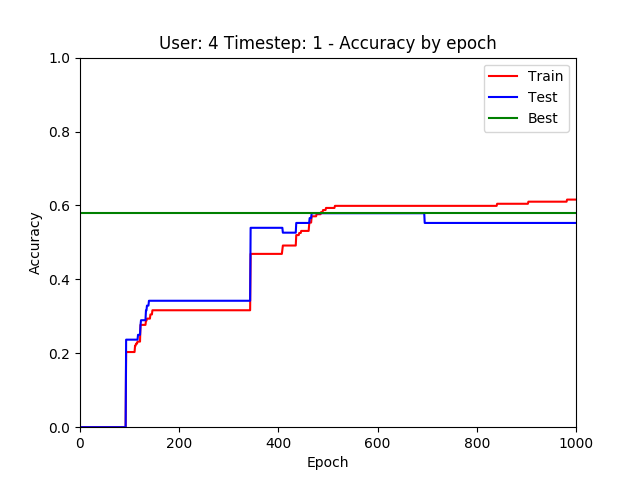 User: 4 Timestep: 1 - Accuracy by epoch
1.0
0.8
0.6
0.4
0.2
0.0
Accuracy
Train
Test
Best
0 200 400 600 800 1000
Epoch